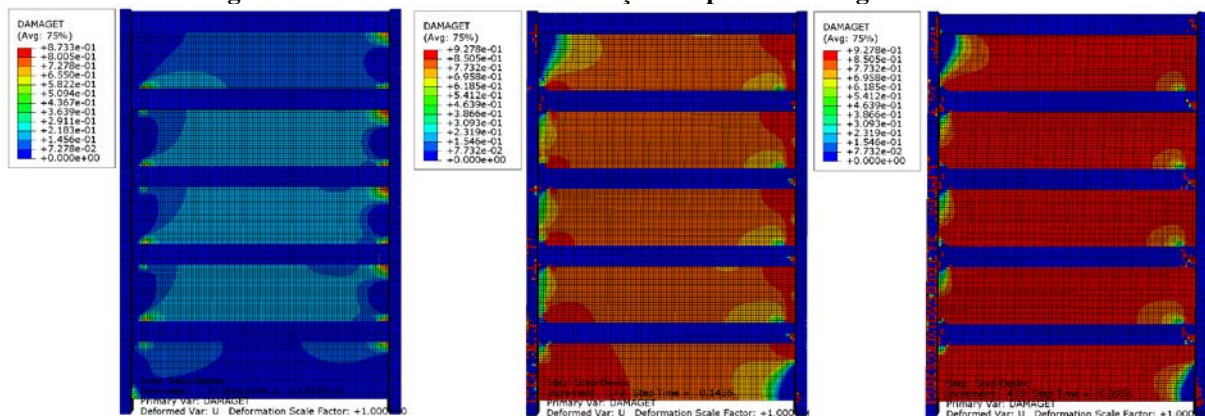 DAMAGET
(Avg: 75%)
+8.733e-01
+8.005e-01
+7.278e-01
+6.550e-01
+5.822e-01
+5.094e-01
+4.367e-01
+3.639e-01
+2.911e-01
+2.183e-01
+1.456e-01
+7.278e-02
+0.000e+00
Primary Var: DAMAGET
Deformed Var: U Deformation Scale Factor: +1.000
DAMAGET
(Avg: 75%)
+9.278e-01
+8.505e-01
+7.732e-01
+6.958e-01
+6.185e-01
+5.412e-01
+4.639e-01
+3.866e-01
+3.093e-01
+2.319e-01
+1.546e-01
+7.732e-02
+0.000e+00
Step Time =
Primary Var: DAMAGET
Deformed Var: U Deformation Scale Factor: +1.000
DAMAGET
(Avg: 75%)
+9.278e-01
+8.505e-01
+7.732e-01
+6.958e-01
+6.185e-01
+5.412e-01
+4.639e-01
+3.866e-01
+3.093e-01
+2.319e-01
+1.546e-01
+7.732e-02
+0.000e+00
Primary Var: DAMAGET
Deformed Var: U Deformation Scale Factor: +1.000